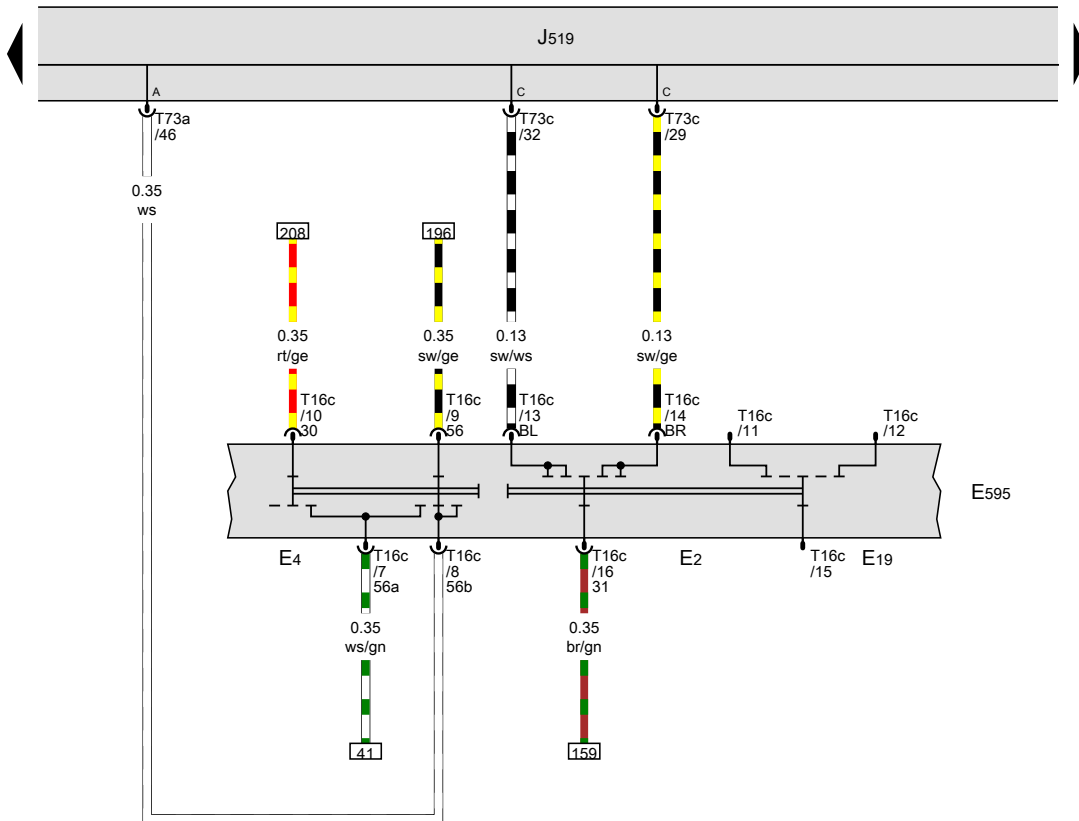 J519
A
C
C
T73a
/46
T73c
/32
T73c
/29
0.35
ws
208
196
0.35
rt/ge
0.35
sw/ge
0.13
sw/ws
0.13
sw/ge
T16c
/10
30
T16c
/9
56
T16c
/13
BL
T16c
/14
BR
T16c
/11
T16c
/12
E595
E4
T16c
/7
56a
T16c
/8
56b
T16c
/16
31
E2
T16c
/15
E19
0.35
ws/gn
0.35
br/gn
41
159